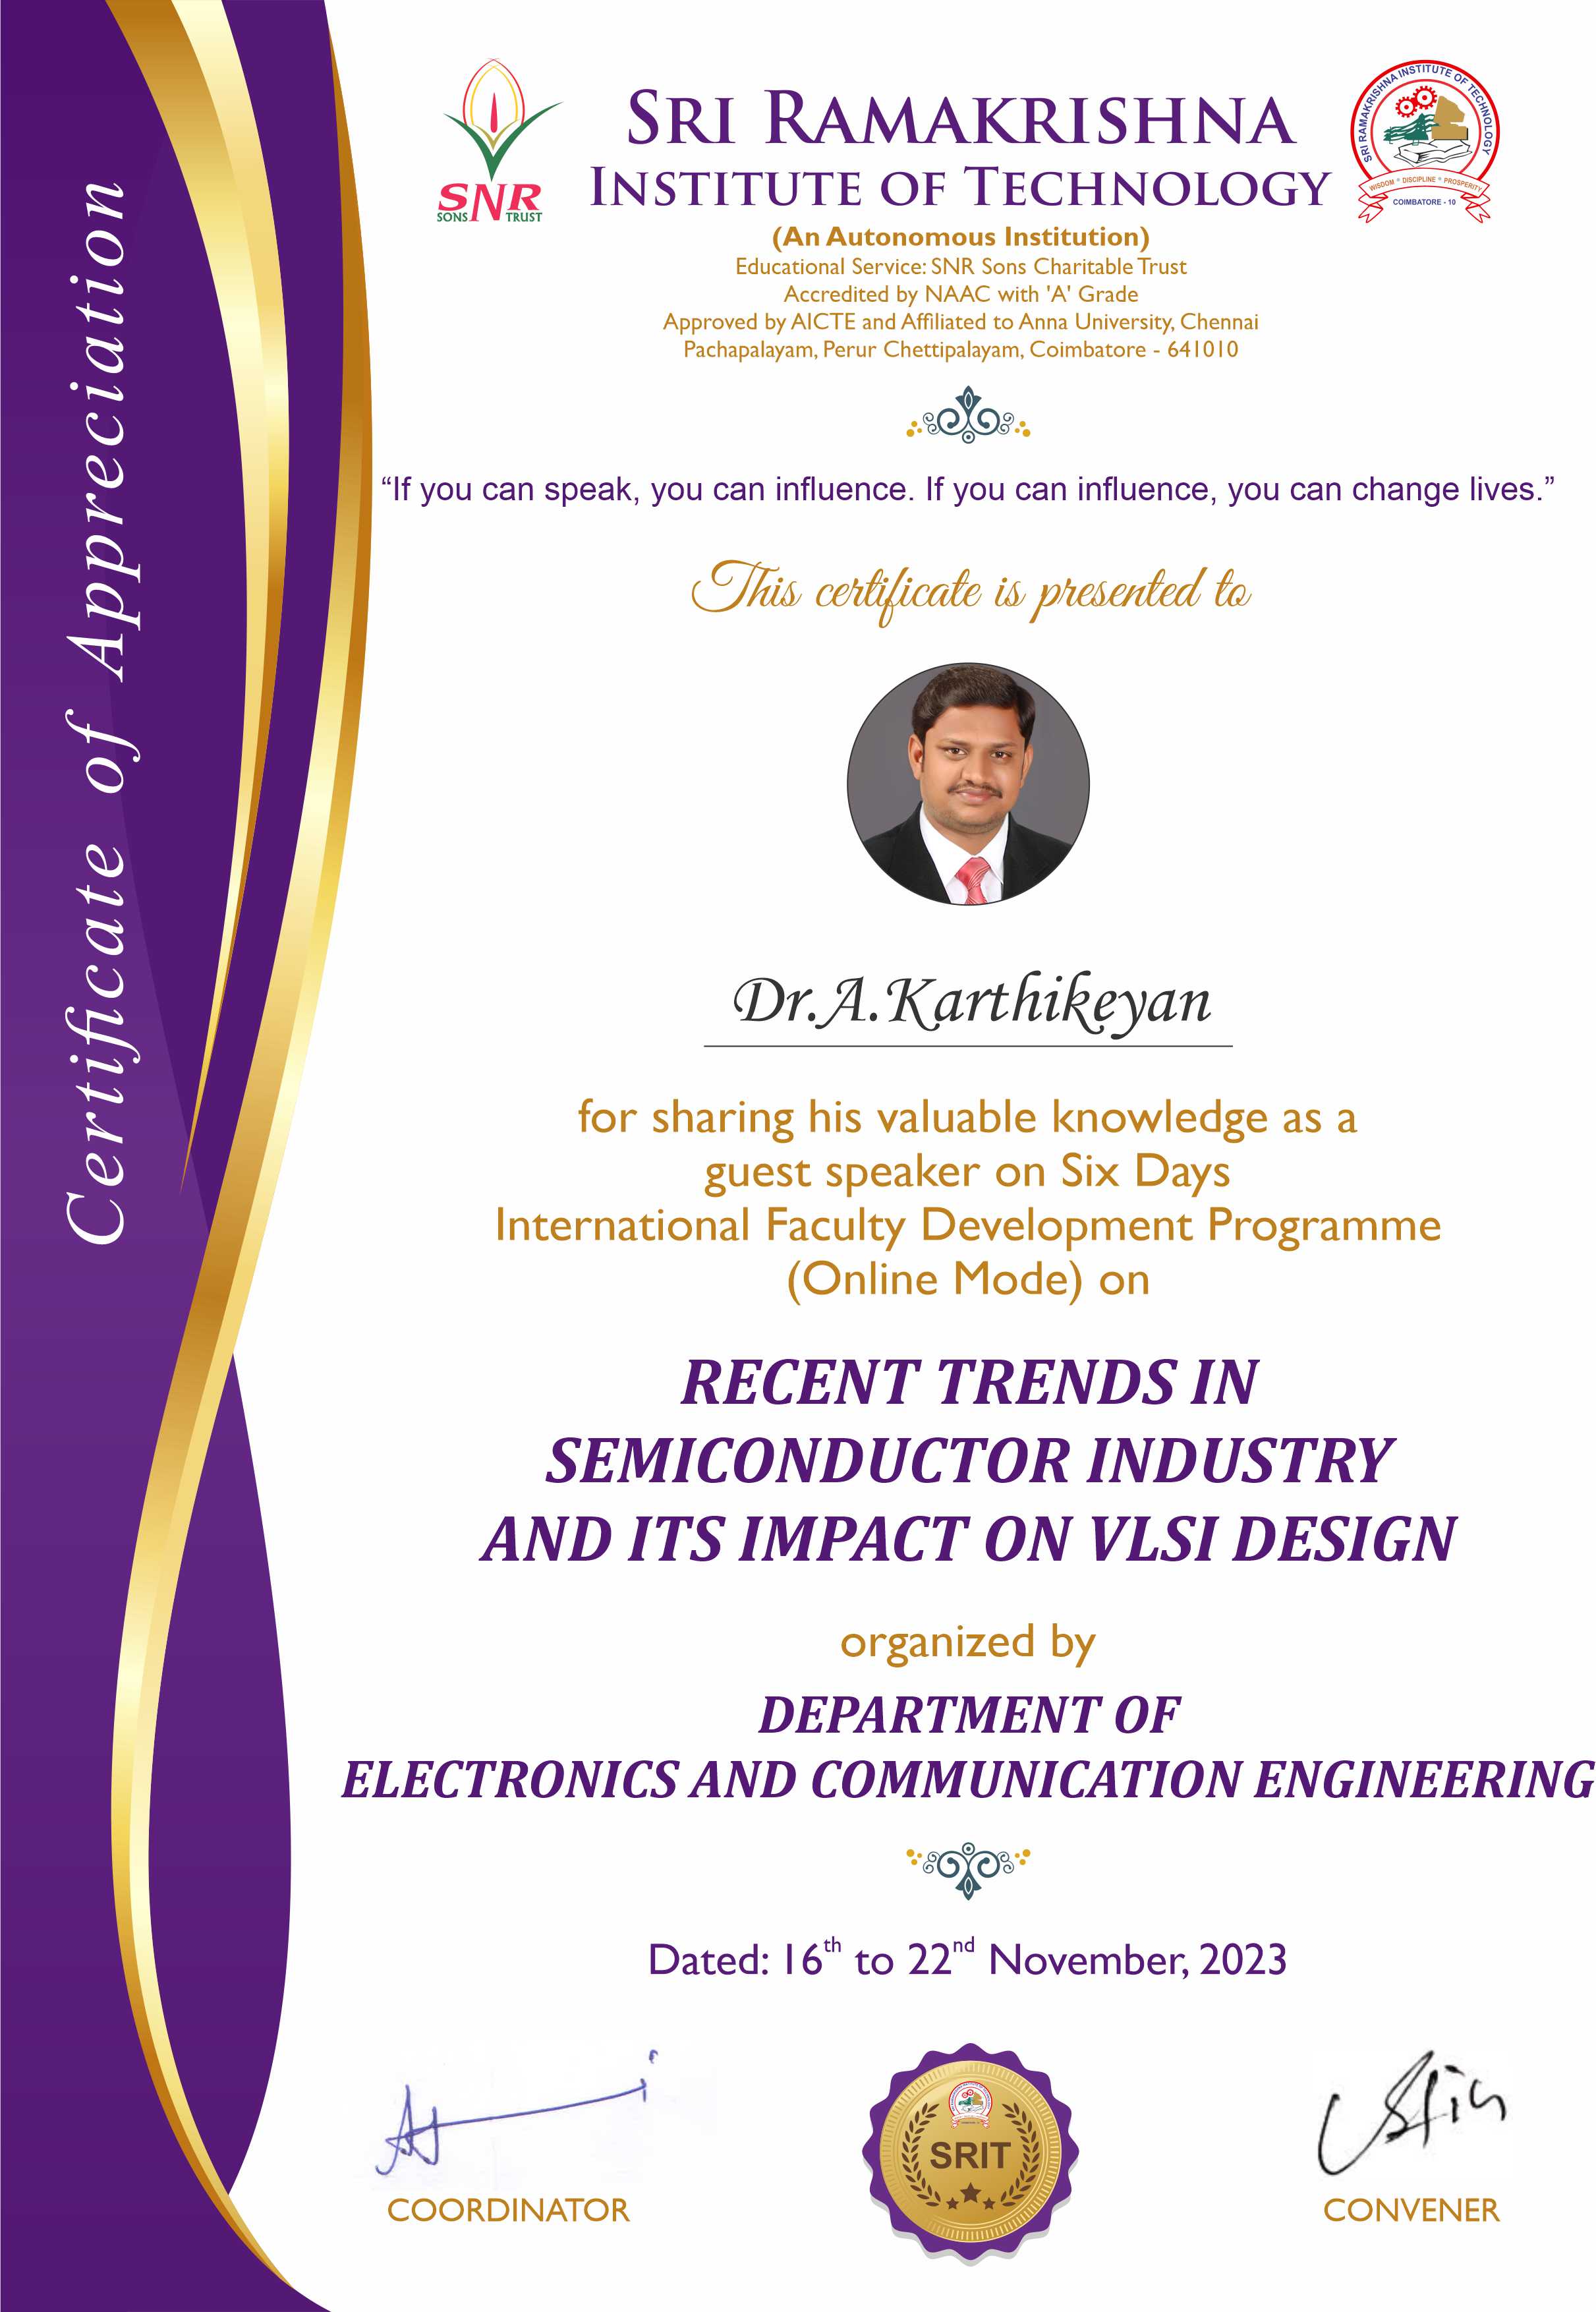 Certificate of Appreciation
SNR
SONS TRUST
SRI RAMAKRISHNA
INSTITUTE OF TECHNOLOGY
SRI RAMAKRISHNA INSTITUTE OF TECHNOLOGY
WISDOM * DISCIPLINE * PROSPERITY
COIMBATORE - 10
(An Autonomous Institution)
Educational Service: SNR Sons Charitable Trust
Accredited by NAAC with 'A' Grade
Approved by AICTE and Affiliated to Anna University, Chennai
Pachapalayam, Perur Chettipalayam, Coimbatore - 641010
“If you can speak, you can influence. If you can influence, you can change lives.”
This certificate is presented to
Dr.A.Karthikeyan
for sharing his valuable knowledge as a
guest speaker on Six Days
International Faculty Development Programme
(Online Mode) on
RECENT TRENDS IN
SEMICONDUCTOR INDUSTRY
AND ITS IMPACT ON VLSI DESIGN
organized by
DEPARTMENT OF
ELECTRONICS AND COMMUNICATION ENGINEERING
Dated: 16th to 22nd November, 2023
SRIT
COORDINATOR
CONVENER